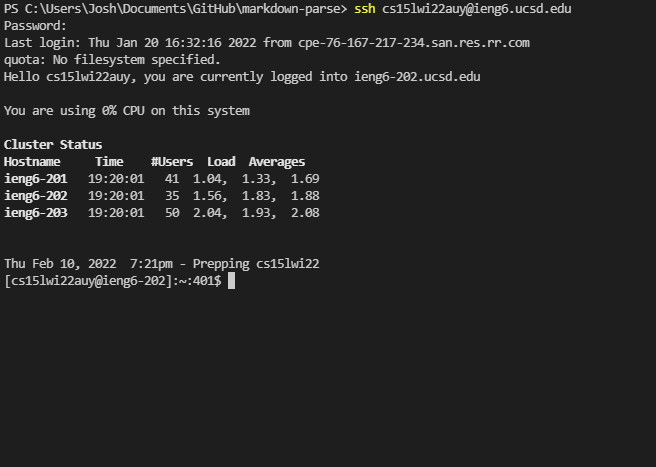 PS C:\Users\Josh\Documents\GitHub\markdown-parse> ssh cs15lwi22auy@ieng6.ucsd.edu
Password:
Last login: Thu Jan 20 16:32:16 2022 from cpe-76-167-217-234.san.res.rr.com
quota: No filesystem specified.
Hello cs15lwi22auy, you are currently logged into ieng6-202.ucsd.edu
You are using 0% CPU on this system
Cluster Status
Hostname     Time    #Users  Load  Averages
ieng6-201   19:20:01   41  1.04,  1.33,  1.69
ieng6-202   19:20:01   35  1.56,  1.83,  1.88
ieng6-203   19:20:01   50  2.04,  1.93,  2.08
Thu Feb 10, 2022  7:21pm - Prepping cs15lwi22
[cs15lwi22auy@ieng6-202]:~:401$